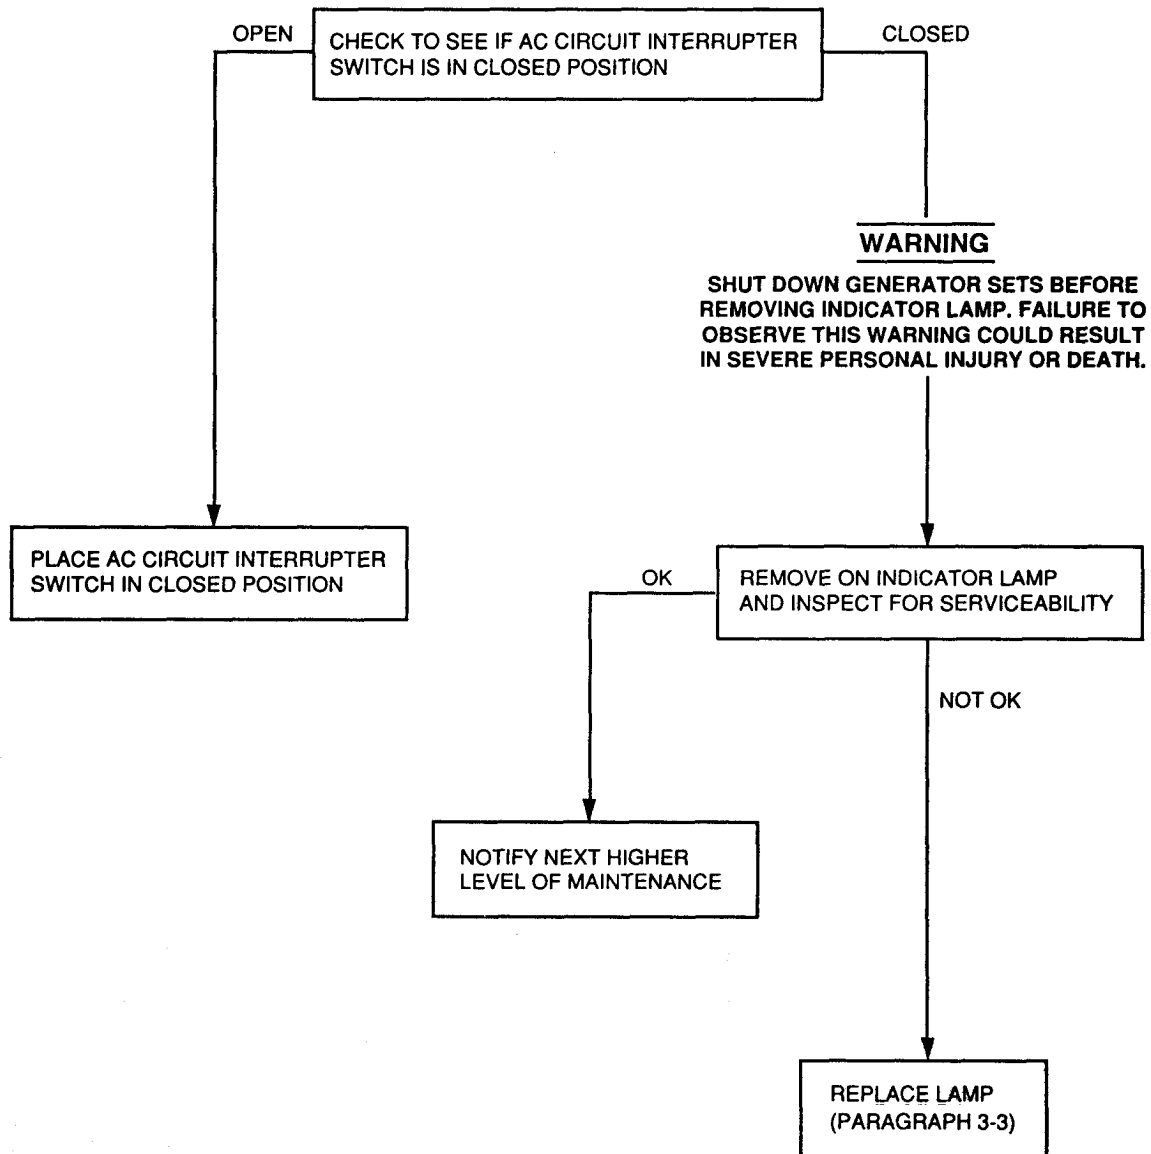 OPEN
CHECK TO SEE IF AC CIRCUIT INTERRUPTER
SWITCH IS IN CLOSED POSITION
CLOSED
WARNING
SHUT DOWN GENERATOR SETS BEFORE
REMOVING INDICATOR LAMP. FAILURE TO
OBSERVE THIS WARNING COULD RESULT
IN SEVERE PERSONAL INJURY OR DEATH.
PLACE AC CIRCUIT INTERRUPTER
SWITCH IN CLOSED POSITION
OK
REMOVE ON INDICATOR LAMP
AND INSPECT FOR SERVICEABILITY
NOT OK
NOTIFY NEXT HIGHER
LEVEL OF MAINTENANCE
REPLACE LAMP
(PARAGRAPH 3-3)